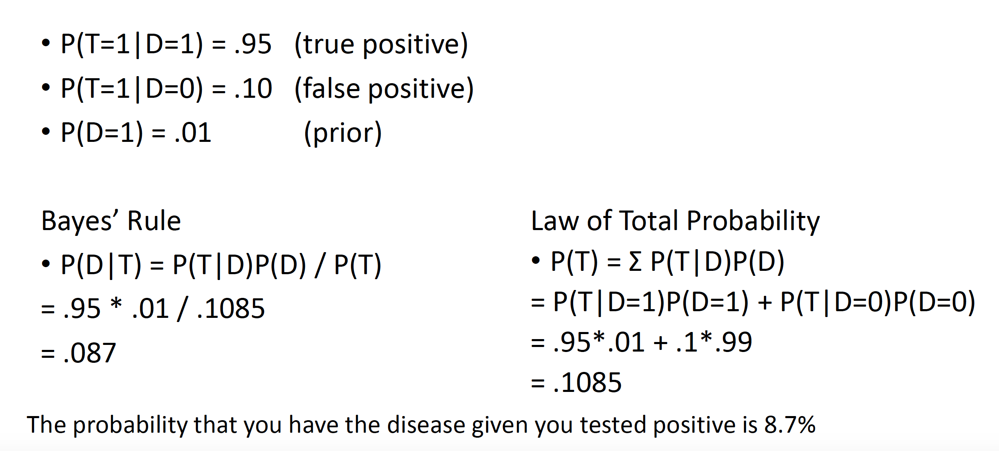 • P(T=1|D=1) = .95 (true positive)
• P(T=1|D=0) = .10 (false positive)
• P(D=1) = .01 (prior)
Bayes’ Rule
• P(D|T) = P(T|D)P(D) / P(T)
= .95 * .01 / .1085
= .087
Law of Total Probability
• P(T) = Σ P(T|D)P(D)
= P(T|D=1)P(D=1) + P(T|D=0)P(D=0)
= .95*.01 + .1*.99
= .1085
The probability that you have the disease given you tested positive is 8.7%